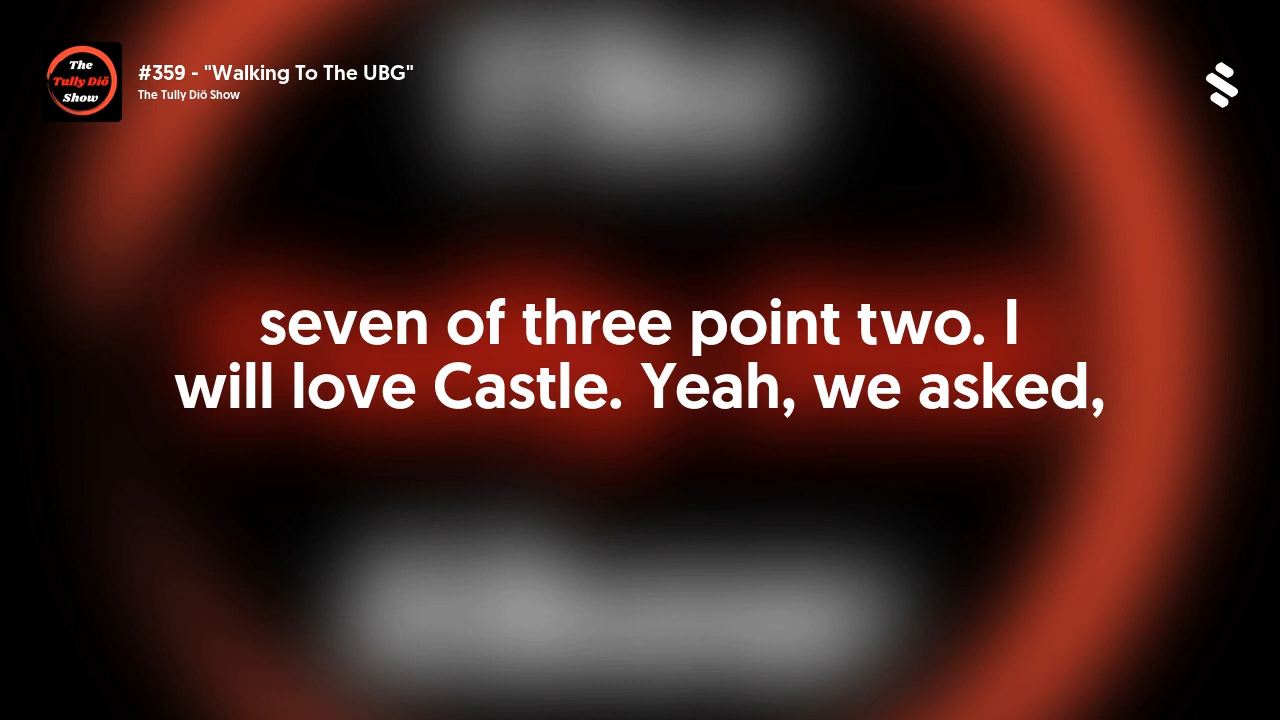 The
Tully Diö
Show
#359 - "Walking To The UBG"
The Tully Diö Show
seven of three point two. I
will love Castle. Yeah, we asked,